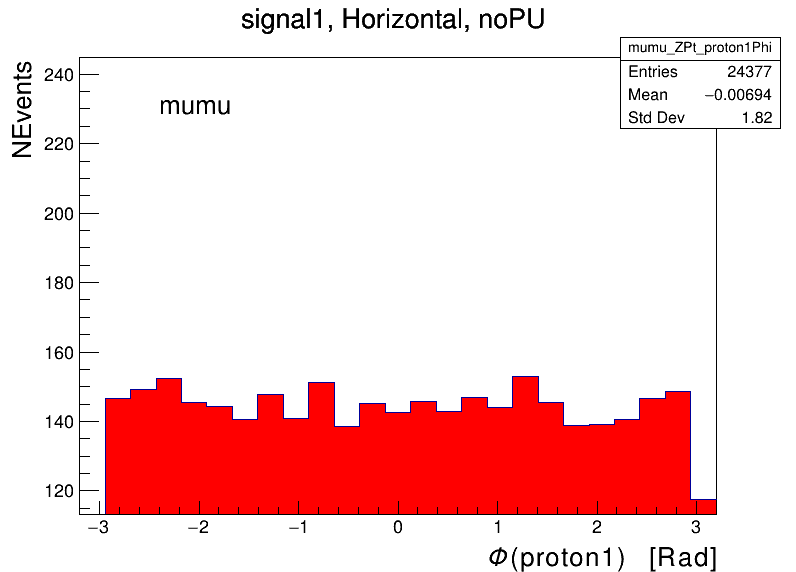 signal1, Horizontal, noPU
mumu_ZPt_proton1Phi
Entries 24377
Mean −0.00694
Std Dev 1.82
NEvents
mumu
240
220
200
180
160
140
120
−3 −2 −1 0 1 2 3
Φ(proton1) [Rad]